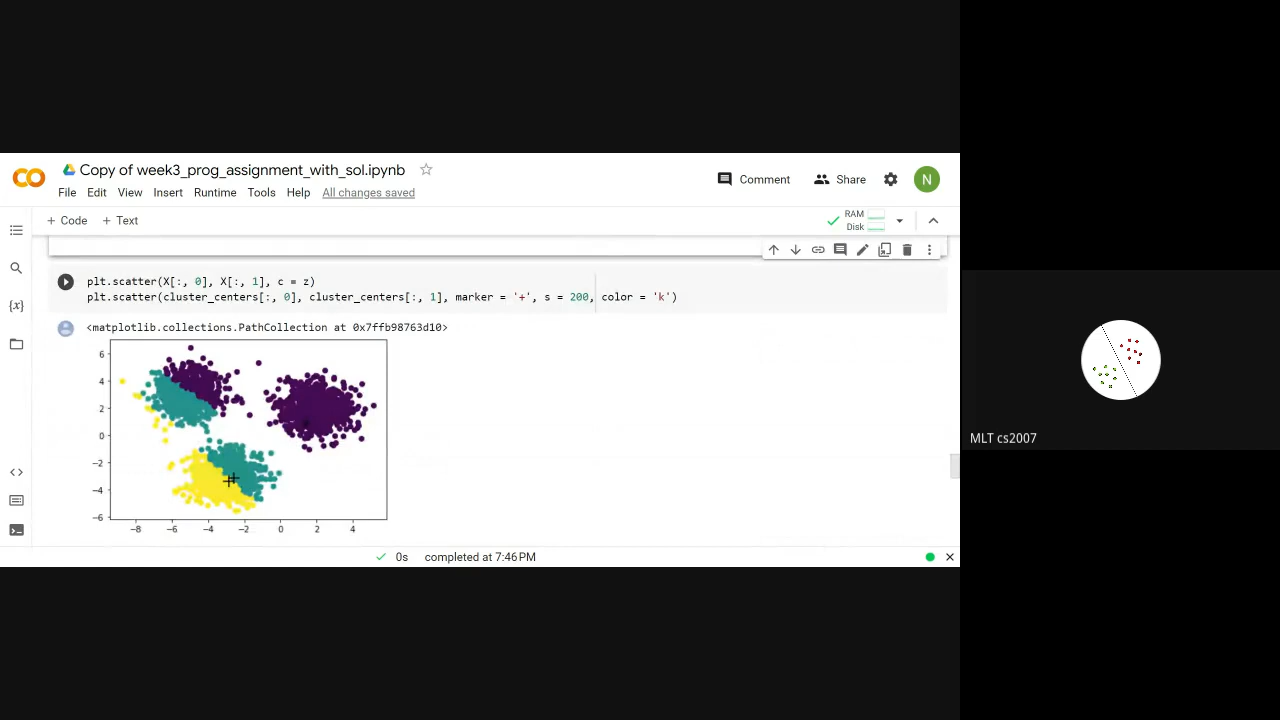 Copy of week3_prog_assignment_with_sol.ipynb
File Edit View Insert Runtime Tools Help All changes saved
Comment Share N
+ Code + Text
RAM
Disk
plt.scatter(X[:, 0], X[:, 1], c = z)
plt.scatter(cluster_centers[:, 0], cluster_centers[:, 1], marker = '+', s = 200, color = 'k')
<matplotlib.collections.PathCollection at 0x7ffb98763d10>
6
4
2
0
−2
−4
−6
−8 −6 −4 −2 0 2 4
0s completed at 7:46 PM
MLT cs2007